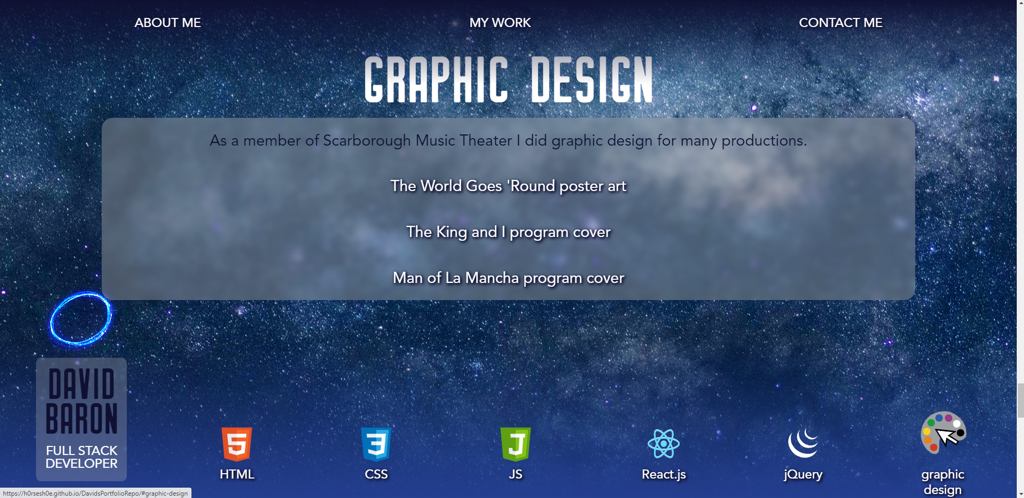 ABOUT ME
MY WORK
CONTACT ME
GRAPHIC DESIGN
As a member of Scarborough Music Theater I did graphic design for many productions.
The World Goes 'Round poster art
The King and I program cover
Man of La Mancha program cover
DAVID
BARON
FULL STACK
DEVELOPER
5
HTML
3
CSS
J
JS
React.js
jQuery
graphic
design
https://h0rsesh0e.github.io/DavidsPortfolioRepo/#graphic-design